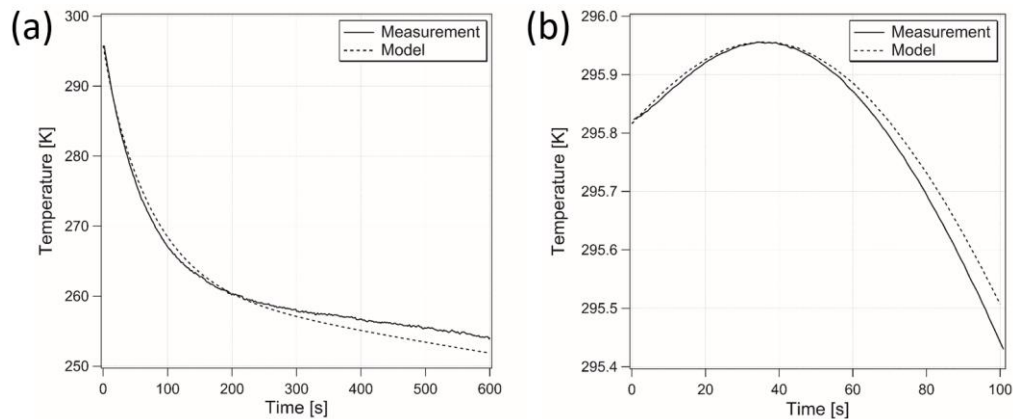 (a)
Temperature [K]
300
290
280
270
260
250
0 100 200 300 400 500 600
Time [s]
Measurement
Model
(b)
Temperature [K]
296.0
295.9
295.8
295.7
295.6
295.5
295.4
0 20 40 60 80 100
Time [s]
Measurement
Model